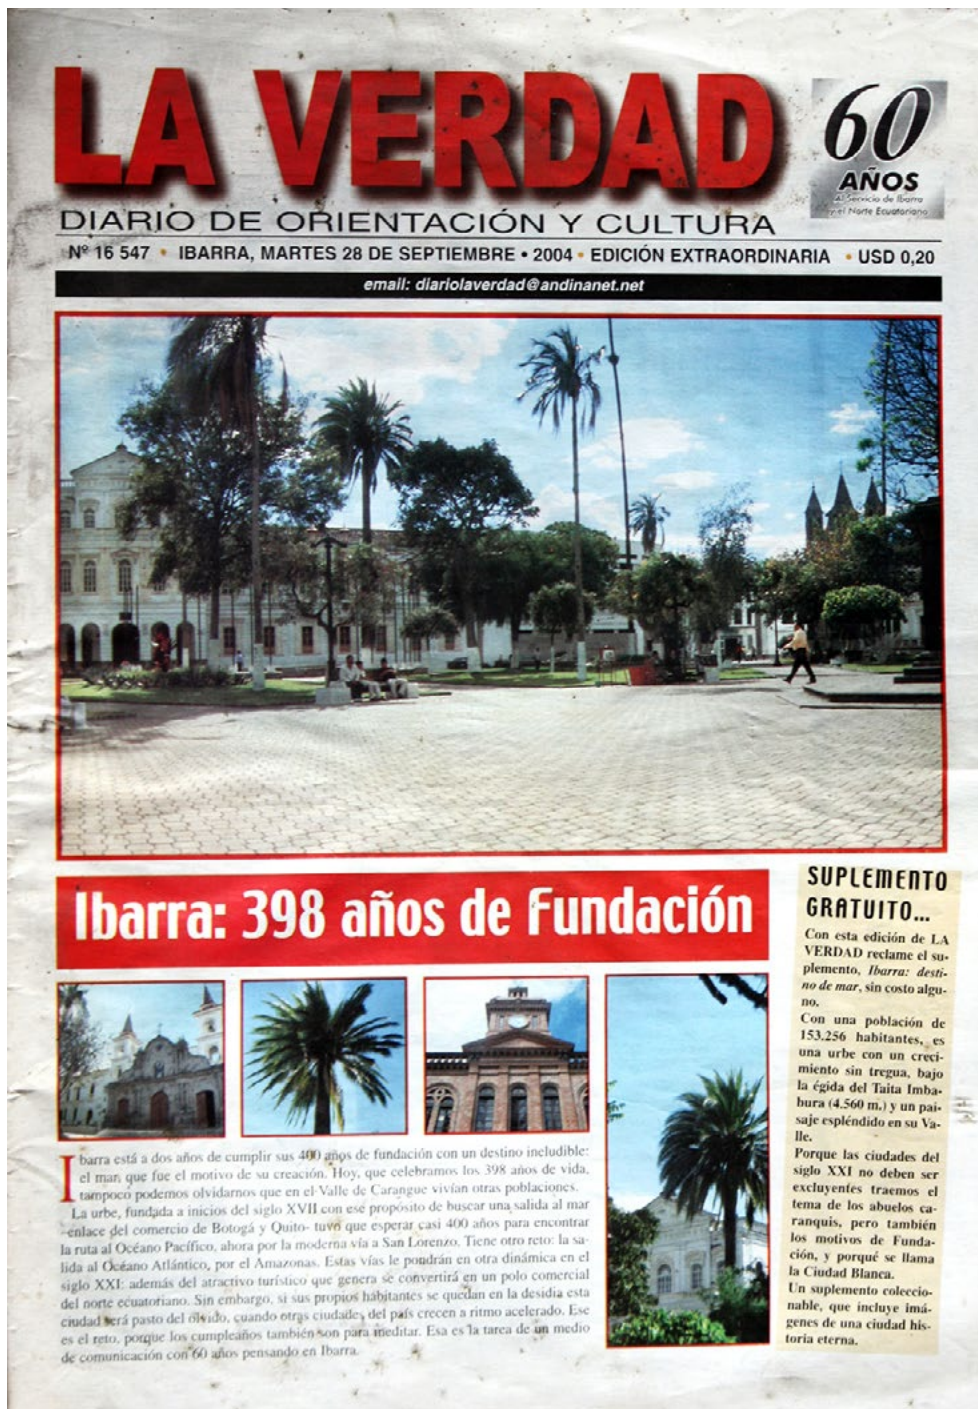 LA VERDAD
60
AÑOS
Al Servicio de Ibarra
y el Norte Ecuatoriano
DIARIO DE ORIENTACIÓN Y CULTURA
Nº 16 547 • IBARRA, MARTES 28 DE SEPTIEMBRE • 2004 • EDICIÓN EXTRAORDINARIA • USD 0,20
email: diariolaverdad@andinanet.net
Ibarra: 398 años de Fundación
Ibarra está a dos años de cumplir sus 400 años de fundación con un destino ineludible:
el mar, que fue el motivo de su creación. Hoy, que celebramos los 398 años de vida,
tampoco podemos olvidarnos que en el Valle de Carangue vivían otras poblaciones.
La urbe, fundada a inicios del siglo XVII con ese propósito de buscar una salida al mar
-enlace del comercio de Botogá y Quito- tuvo que esperar casi 400 años para encontrar
la ruta al Océano Pacífico, ahora por la moderna vía a San Lorenzo. Tiene otro reto: la sa-
lida al Océano Atlántico, por el Amazonas. Estas vías le pondrán en otra dinámica en el
siglo XXI: además del atractivo turístico que genera se convertirá en un polo comercial
del norte ecuatoriano. Sin embargo, si sus propios habitantes se quedan en la desidia esta
ciudad será pasto del olvido, cuando otras ciudades del país crecen a ritmo acelerado. Ese
es el reto, porque los cumpleaños también son para meditar. Esa es la tarea de un medio
de comunicación con 60 años pensando en Ibarra.
SUPLEMENTO
GRATUITO...
Con esta edición de LA
VERDAD reclame el su-
plemento, Ibarra: desti-
no de mar, sin costo algu-
no.
Con una población de
153.256 habitantes, es
una urbe con un creci-
miento sin tregua, bajo
la égida del Taita Imba-
bura (4.560 m.) y un pai-
saje espléndido en su Va-
lle.
Porque las ciudades del
siglo XXI no deben ser
excluyentes traemos el
tema de los abuelos ca-
ranquis, pero también
los motivos de Funda-
ción, y porqué se llama
la Ciudad Blanca.
Un suplemento coleccio-
nable, que incluye imá-
genes de una ciudad his-
toria eterna.